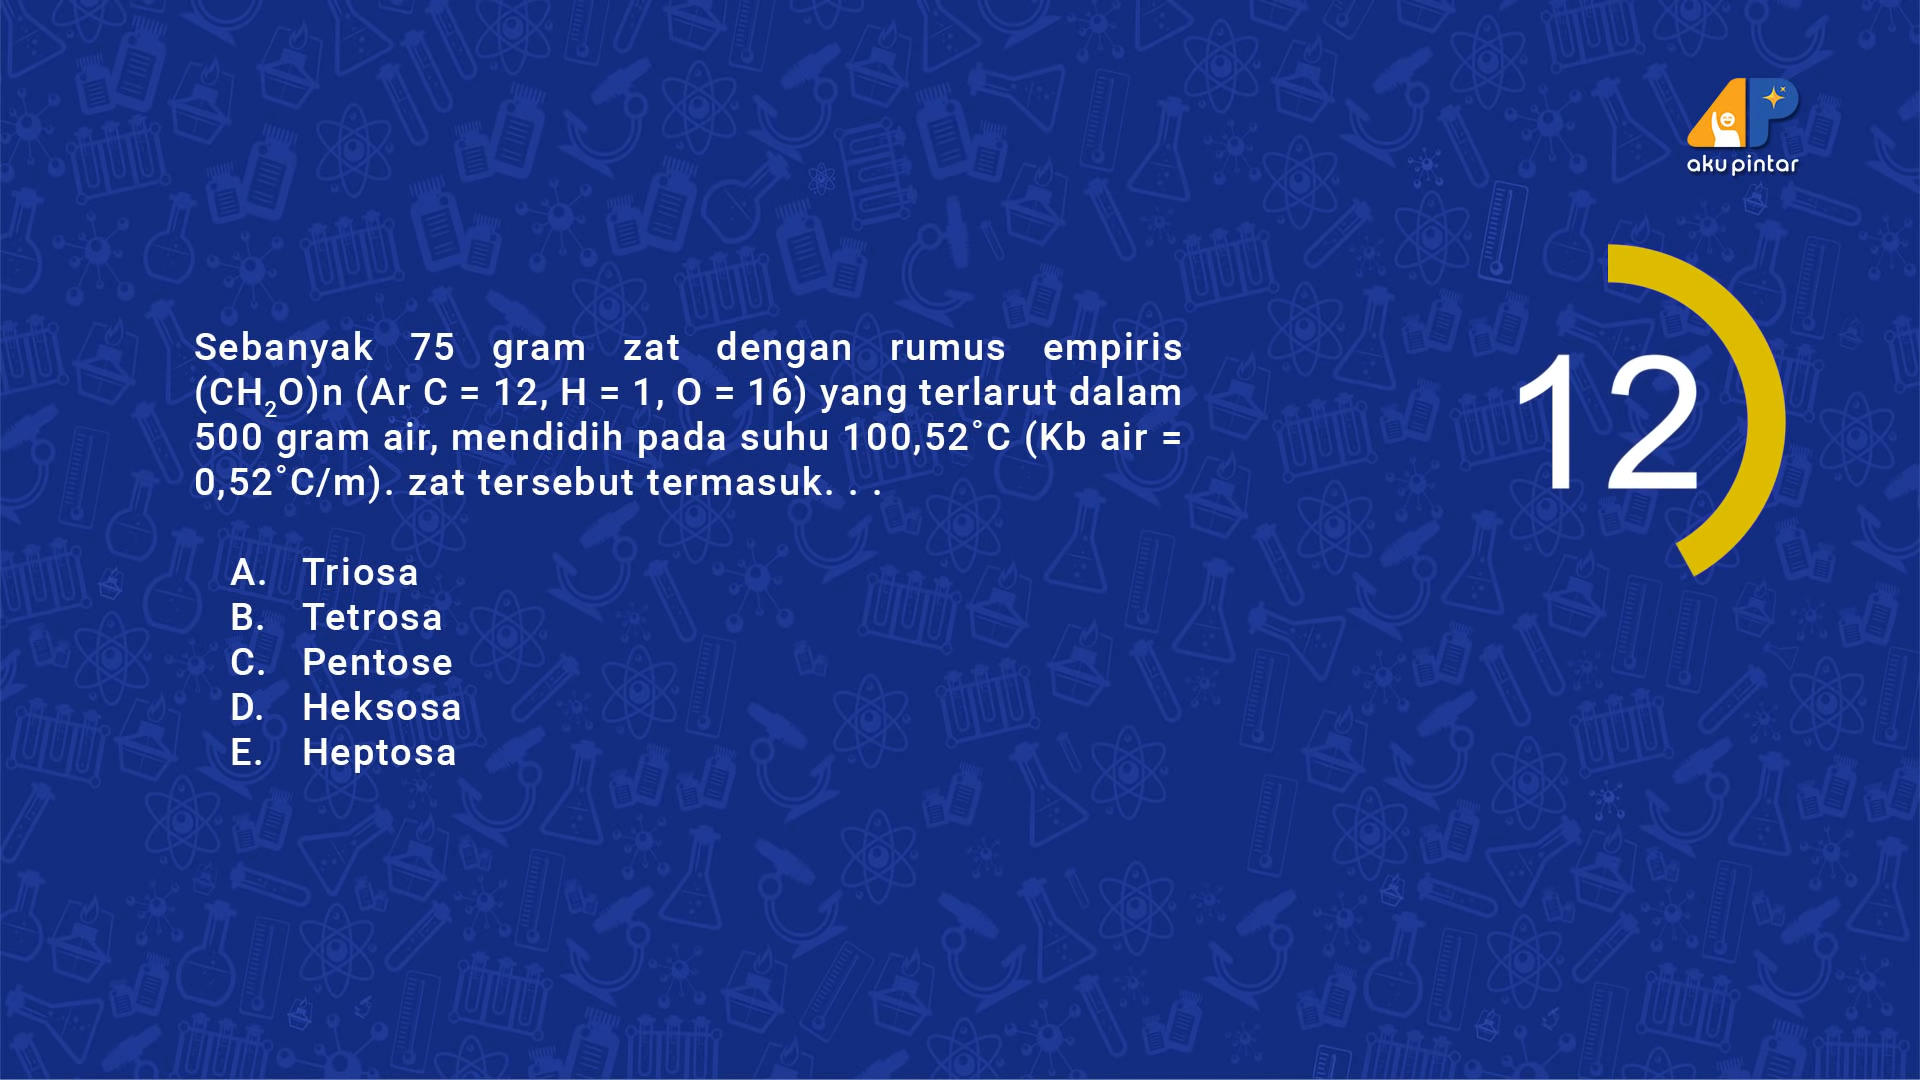 aku pintar
Sebanyak 75 gram zat dengan rumus empiris
(CH₂O)n (Ar C = 12, H = 1, O = 16) yang terlarut dalam
500 gram air, mendidih pada suhu 100,52˚C (Kb air =
0,52˚C/m). zat tersebut termasuk. . .
12
A. Triosa
B. Tetrosa
C. Pentose
D. Heksosa
E. Heptosa